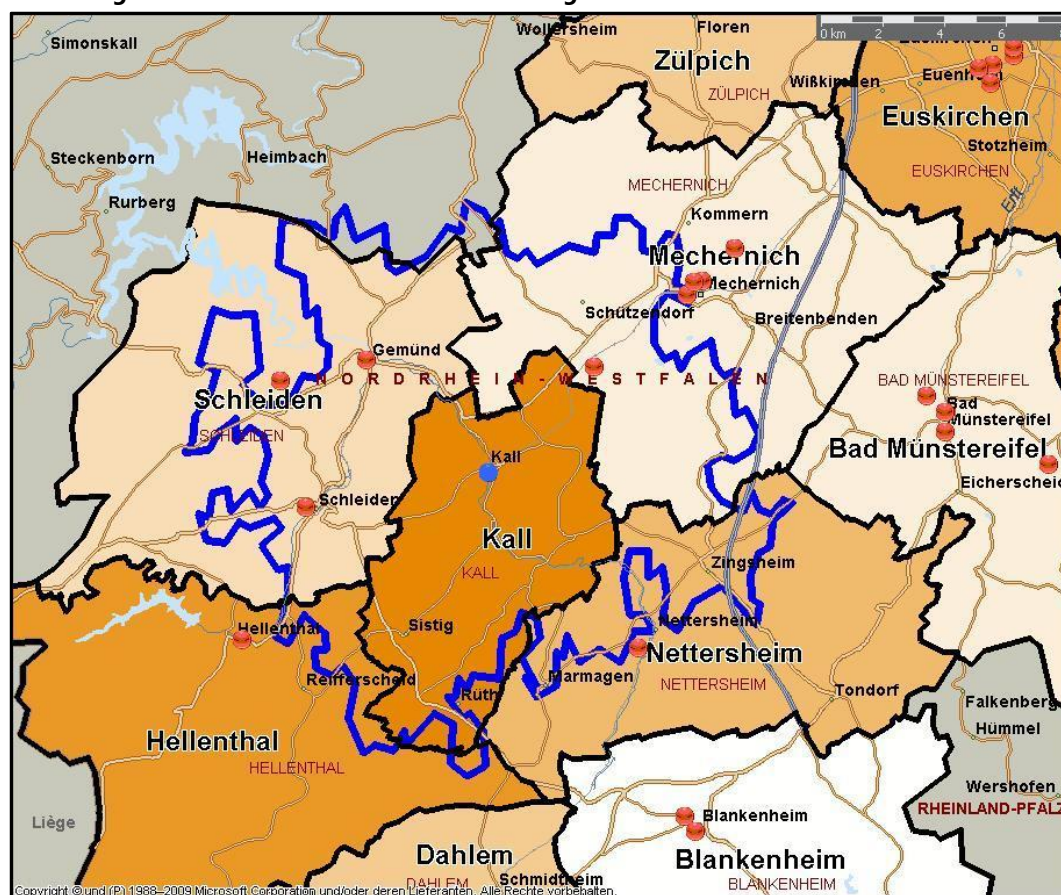 Simonskall
Wollersheim
Floren
0 km 2 4 6 8
Zülpich
ZÜLPICH
Wißkirchen
Euenheim
Euskirchen
EUSKIRCHEN
Stotzheim
Erft
Steckenborn
Heimbach
Rurberg
MECHERNICH
Kommern
Mechernich
Mechernich
Schützendorf
Breitenbenden
Gemünd
NORDRHEIN-WESTFALEN
BAD MÜNSTEREIFEL
Bad
Münstereifel
Schleiden
SCHLEIDEN
Bad Münstereifel
Eicherscheid
Kall
Schleiden
Kall
KALL
Zingsheim
Sistig
Nettersheim
Hellenthal
Nettersheim
Reifferscheid
Rüth
Marmagen
NETTERSHEIM
Tondorf
Falkenberg
Hümmel
Hellenthal
HELLENTHAL
Wershofen
RHEINLAND-PFALZ
Liège
Blankenheim
Dahlem
Blankenheim
DAHLEM
Schmidtheim
BLANKENHEIM
Copyright © und (P) 1988–2009 Microsoft Corporation und/oder deren Lieferanten. Alle Rechte vorbehalten.